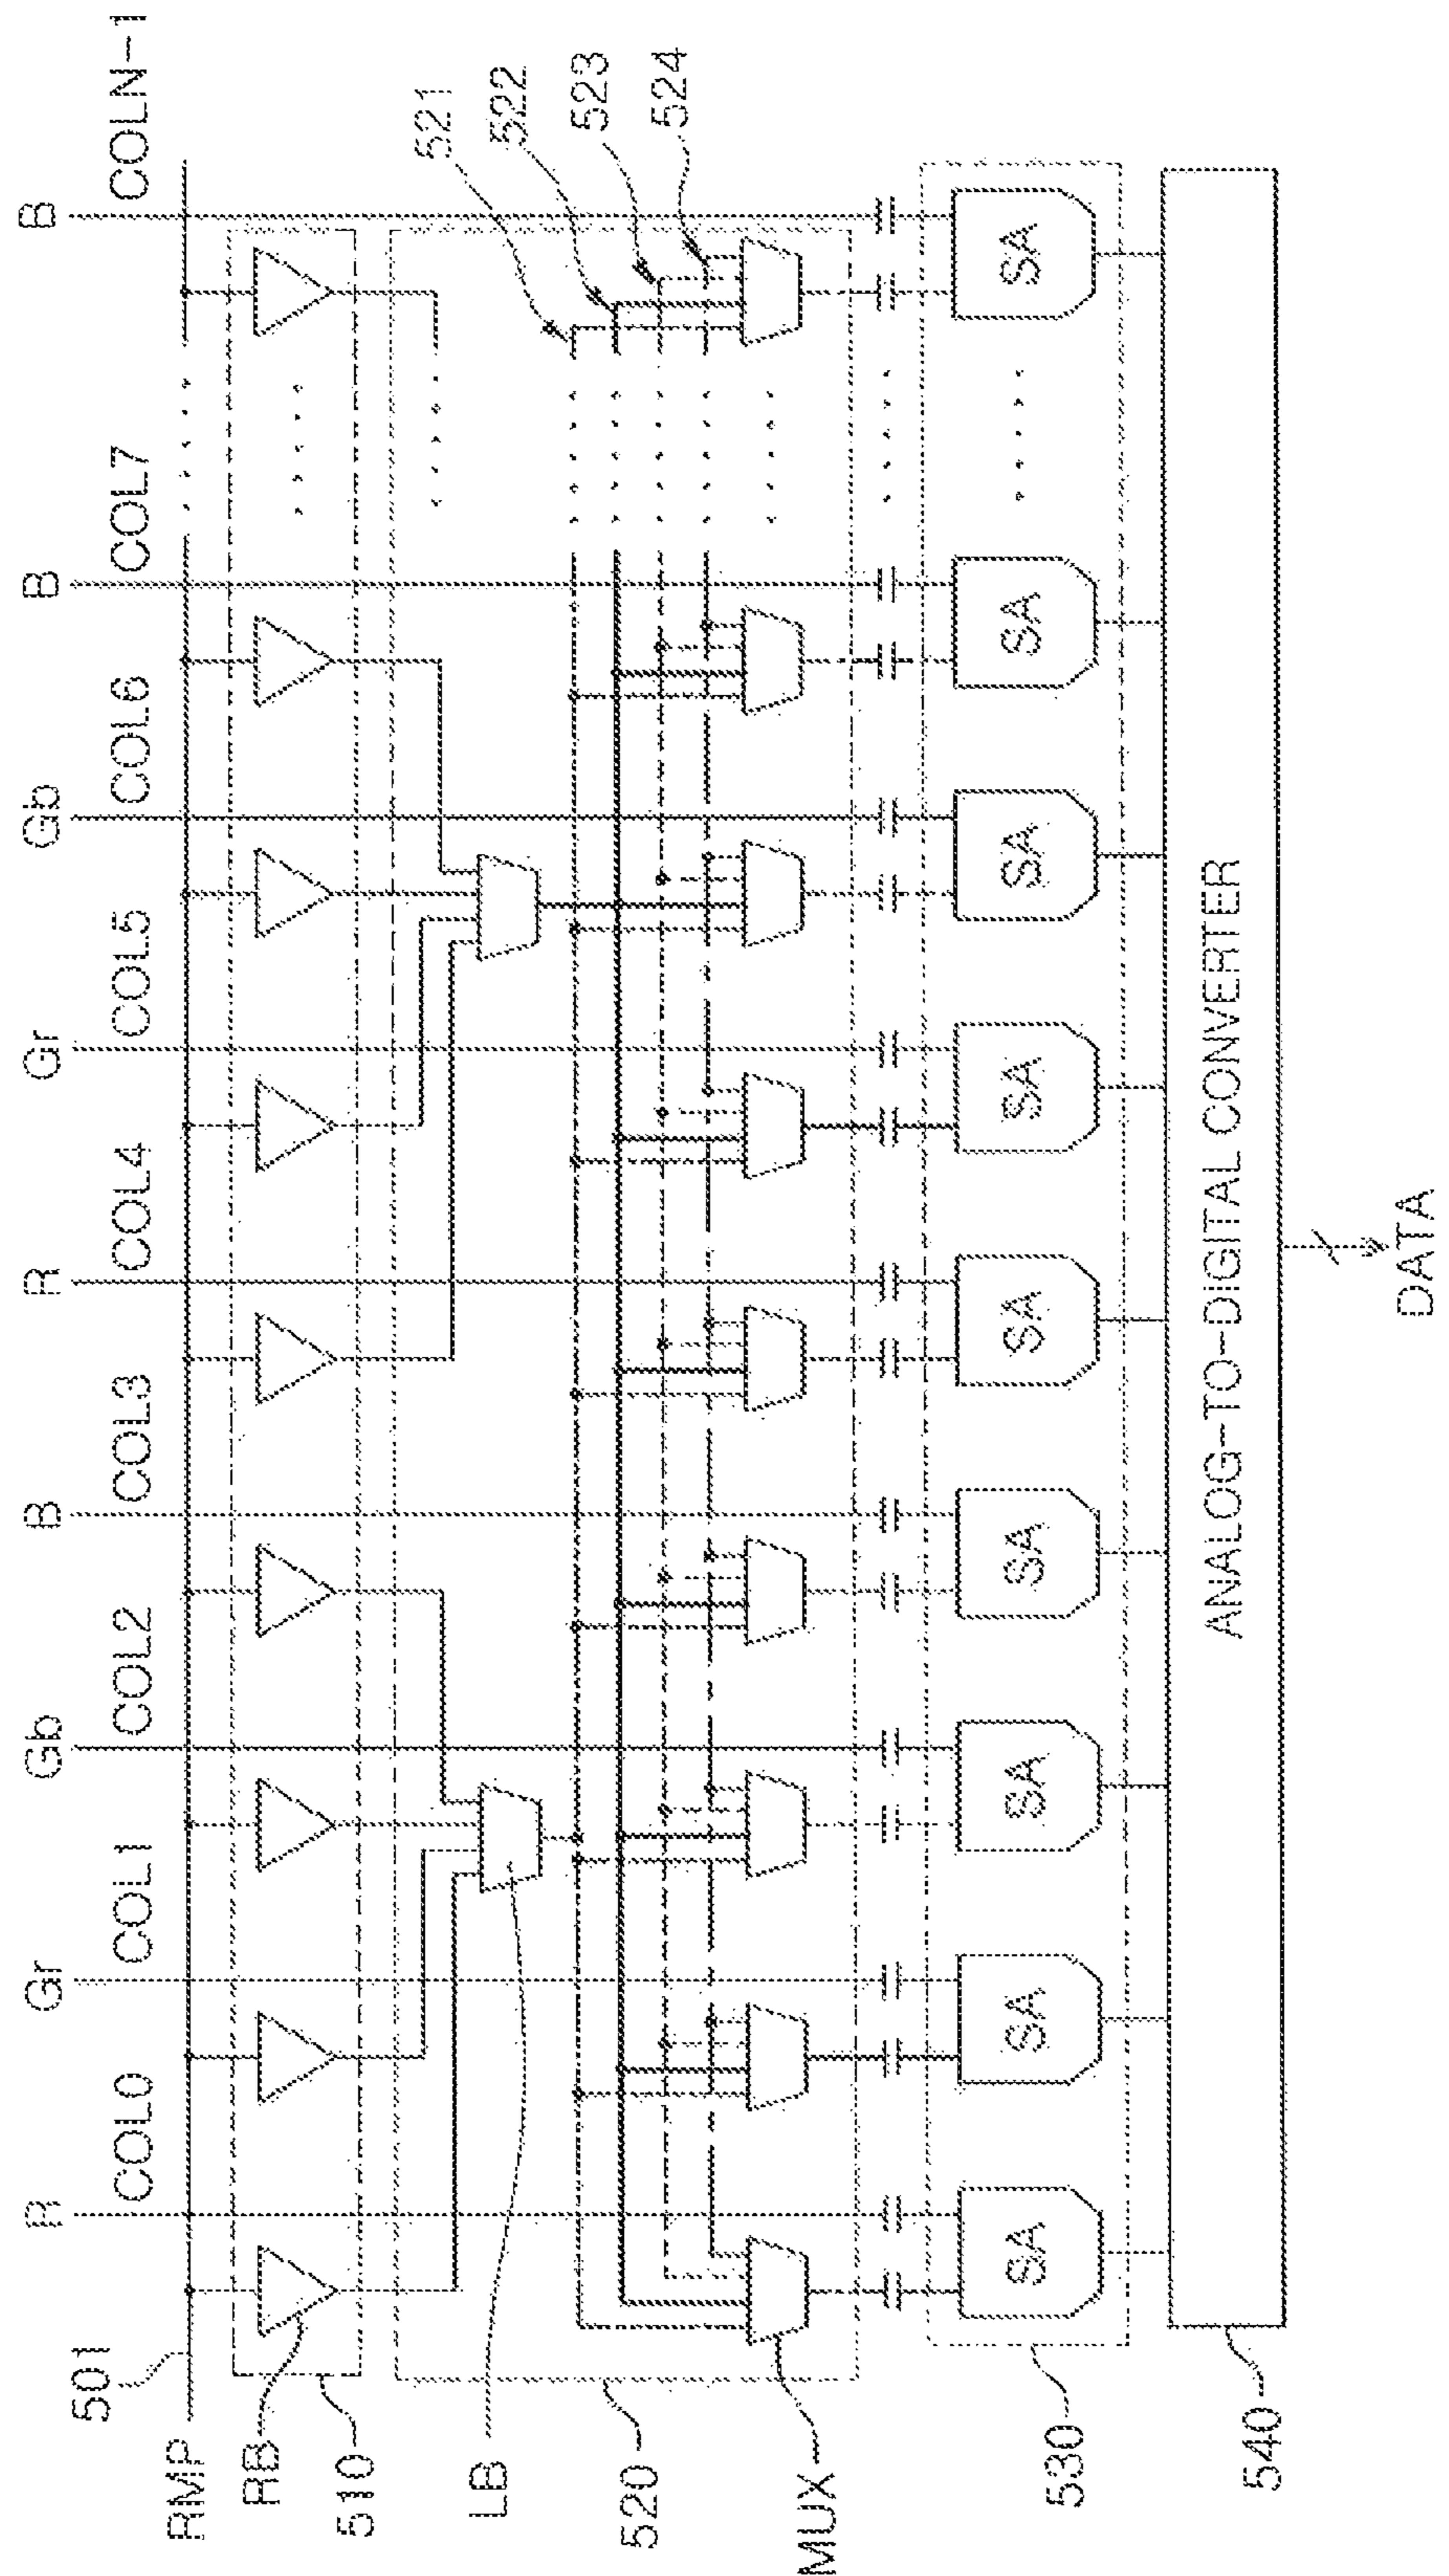 R Gr Gb B R Gr Gb B B
COL0 COL1 COL2 COL3 COL4 COL5 COL6 COL7 COLN-1
501
RMP
RB
510
LB
521
522
523
524
520
MUX
SA SA SA SA SA SA SA SA SA
530
ANALOG-TO-DIGITAL CONVERTER
540
DATA